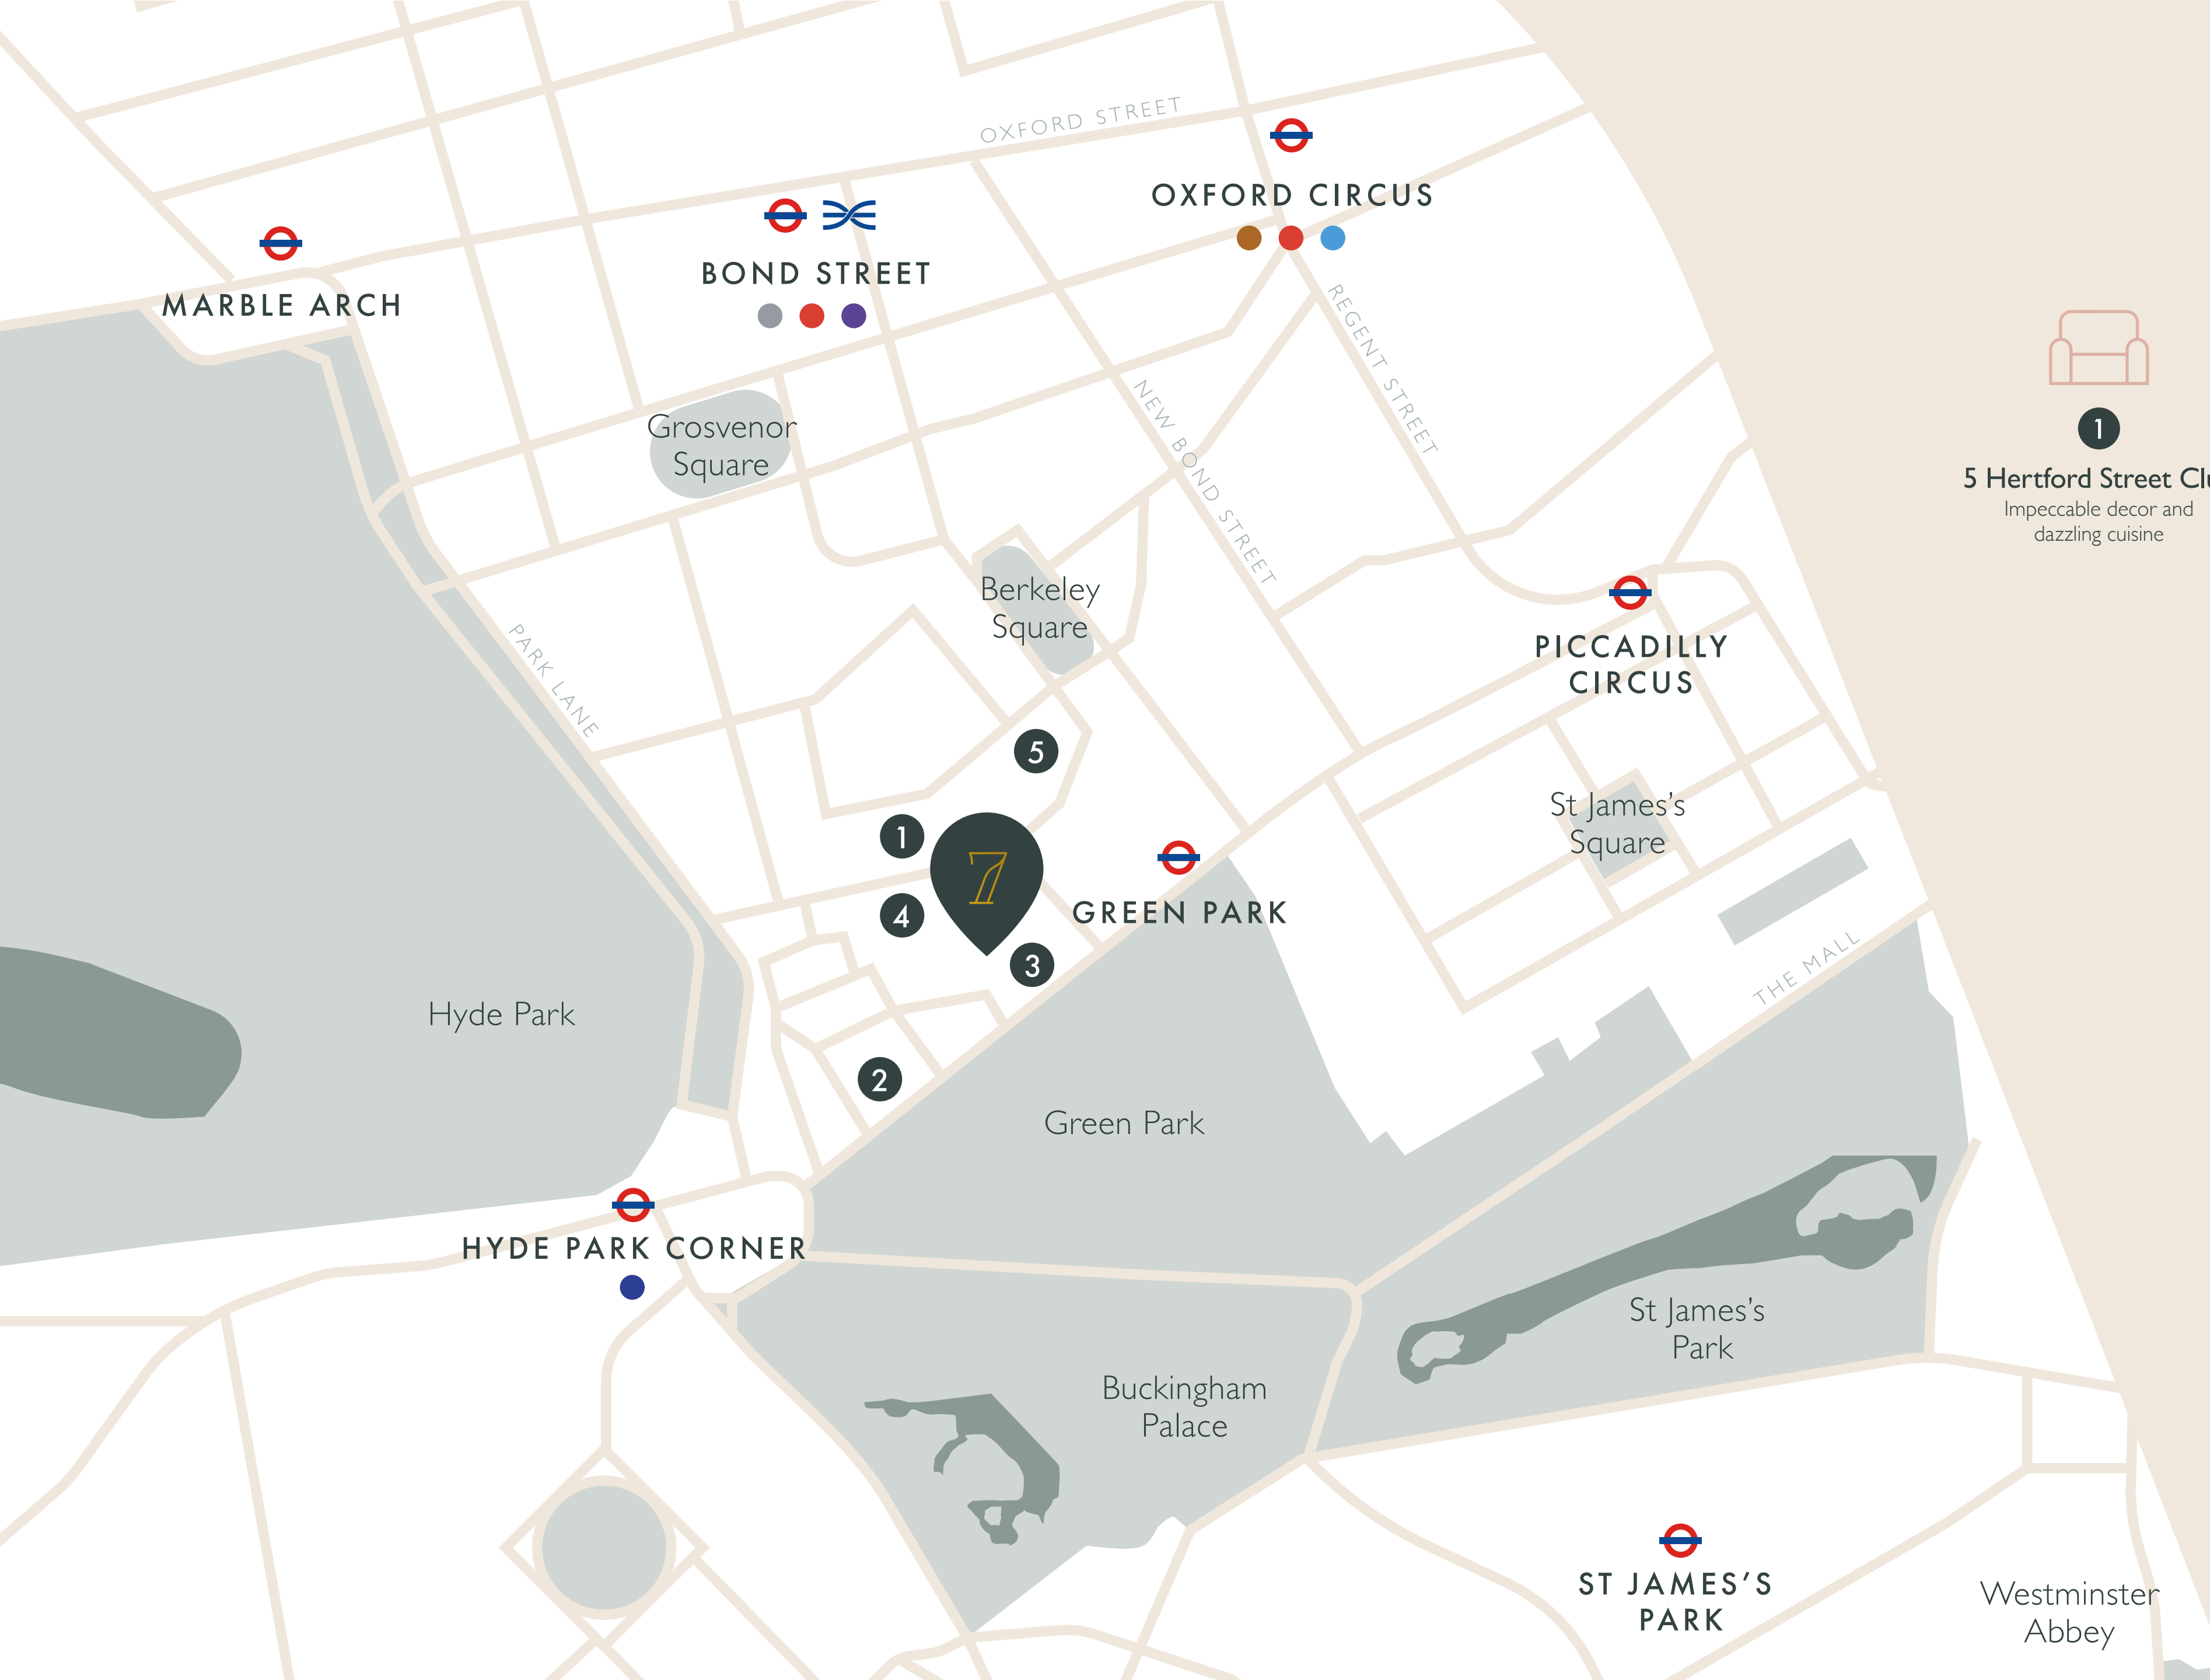 OXFORD STREET
OXFORD CIRCUS
BOND STREET
MARBLE ARCH
REGENT STREET
NEW BOND STREET
Grosvenor
Square
1
5 Hertford Street Clu
Impeccable decor and
dazzling cuisine
Berkeley
Square
PARK LANE
PICCADILLY
CIRCUS
5
St James’s
Square
1
7
4
GREEN PARK
3
THE MALL
Hyde Park
2
Green Park
HYDE PARK CORNER
St James’s
Park
Buckingham
Palace
ST JAMES’S
PARK
Westminster
Abbey